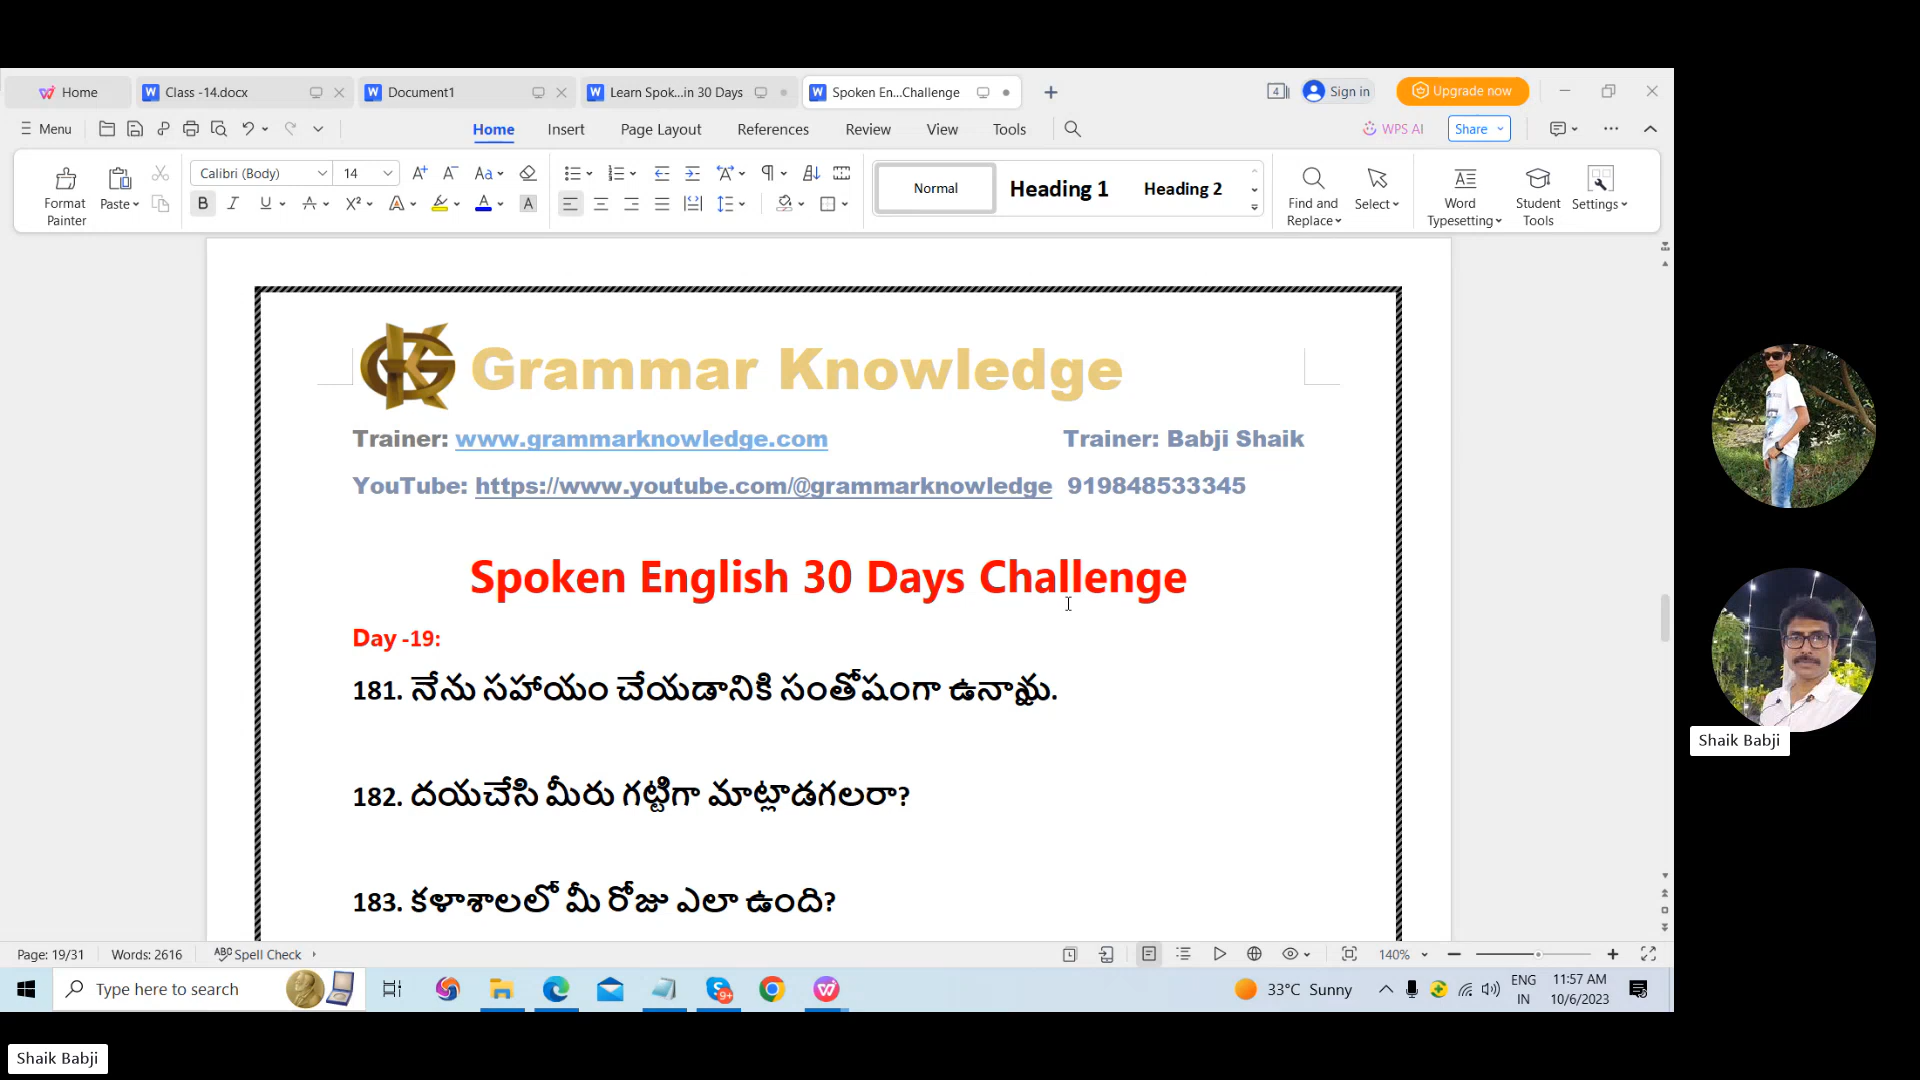 Home
Class -14.docx
Document1
Learn Spok...in 30 Days
Spoken En...Challenge
Sign in
Upgrade now
Menu
Home
Insert
Page Layout
References
Review
View
Tools
WPS AI
Share
Format Painter
Paste
Calibri (Body)
14
Normal
Heading 1
Heading 2
Find and Replace
Select
Word Typesetting
Student Tools
Settings
Grammar Knowledge
Trainer: www.grammarknowledge.com Trainer: Babji Shaik
YouTube: https://www.youtube.com/@grammarknowledge 919848533345
Spoken English 30 Days Challenge
Day -19:
181. నేను సహాయం చేయడానికి సంతోషంగా ఉన్నాను.
182. దయచేసి మీరు గట్టిగా మాట్లాడగలరా?
183. కళాశాలలో మీ రోజు ఎలా ఉంది?
Page: 19/31
Words: 2616
Spell Check
140%
Type here to search
9+
33°C Sunny
ENG
IN
11:57 AM
10/6/2023
Shaik Babji
Shaik Babji